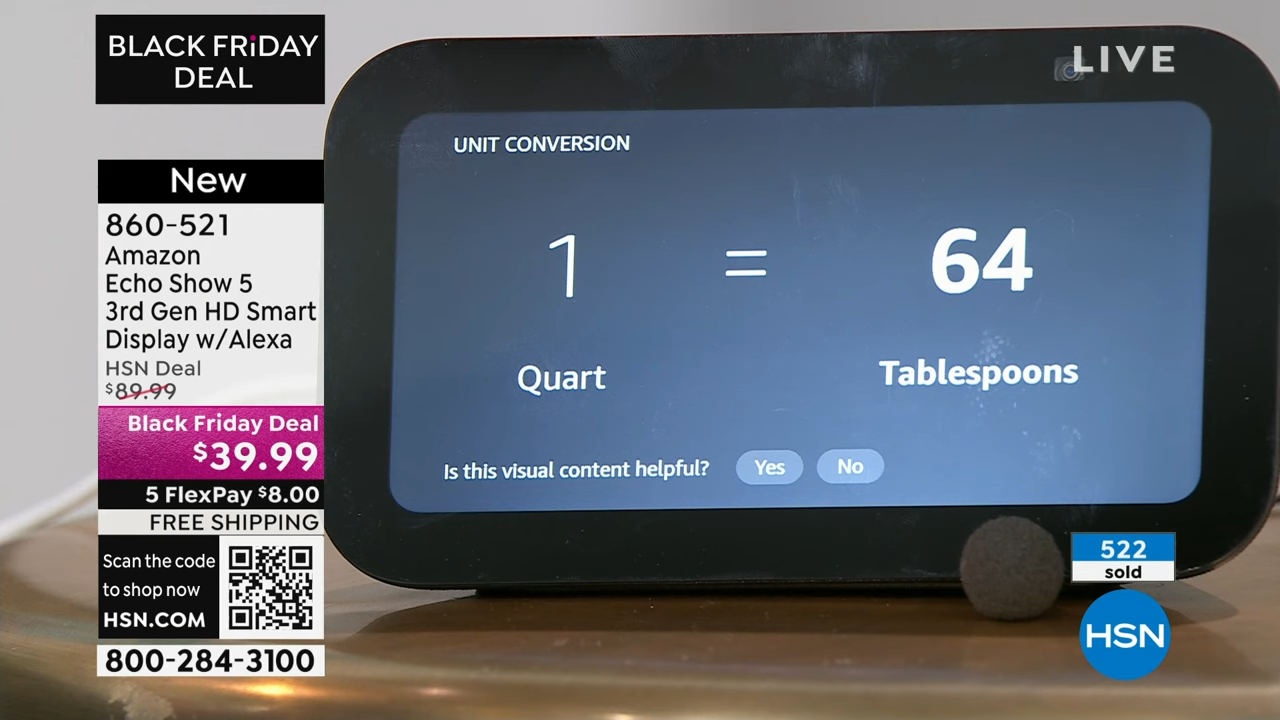 BLACK FRiDAY
DEAL
New
860-521
Amazon
Echo Show 5
3rd Gen HD Smart
Display w/Alexa
HSN Deal
$89.99
Black Friday Deal
$39.99
5 FlexPay $8.00
FREE SHIPPING
Scan the code
to shop now
HSN.COM
800-284-3100
LIVE
UNIT CONVERSION
1 = 64
Quart Tablespoons
Is this visual content helpful? Yes No
522
sold
HSN